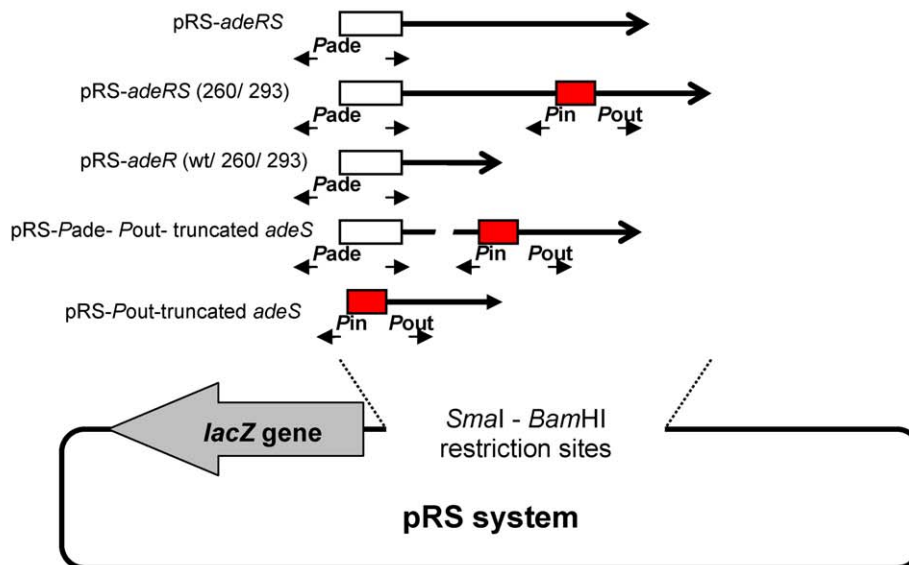 pRS-adeRS
Pade
pRS-adeRS (260/ 293)
Pade
Pin Pout
pRS-adeR (wt/ 260/ 293)
Pade
pRS-Pade- Pout- truncated adeS
Pade
Pin Pout
pRS-Pout-truncated adeS
Pin Pout
lacZ gene
SmaI - BamHI
restriction sites
pRS system